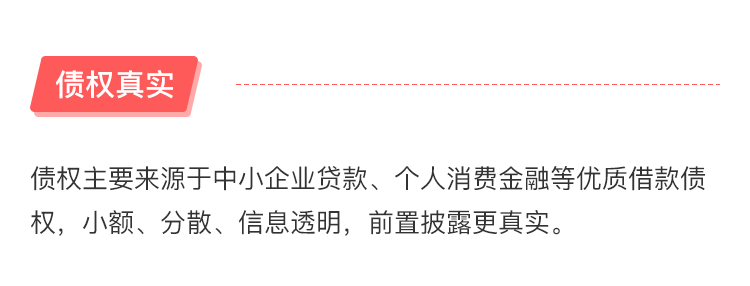 债权真实
债权主要来源于中小企业贷款、个人消费金融等优质借款债
权，小额、分散、信息透明，前置披露更真实。